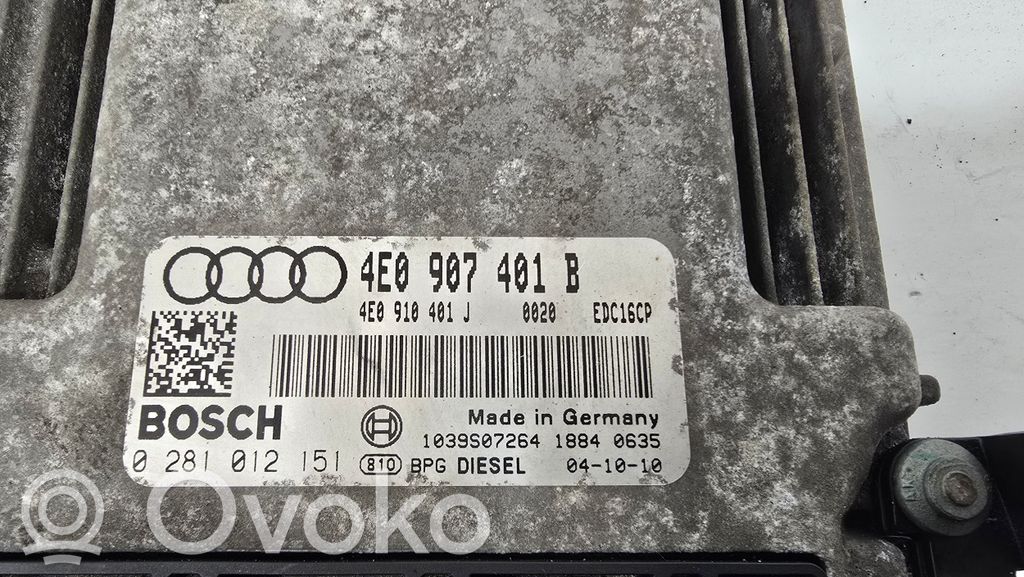 4E0 907 401 B
4E0 910 401 J 0020 EDC16CP
BOSCH
Made in Germany
1039S07264 1884 0635
0 281 012 151 810 BPG DIESEL 04-10-10
Ovoko